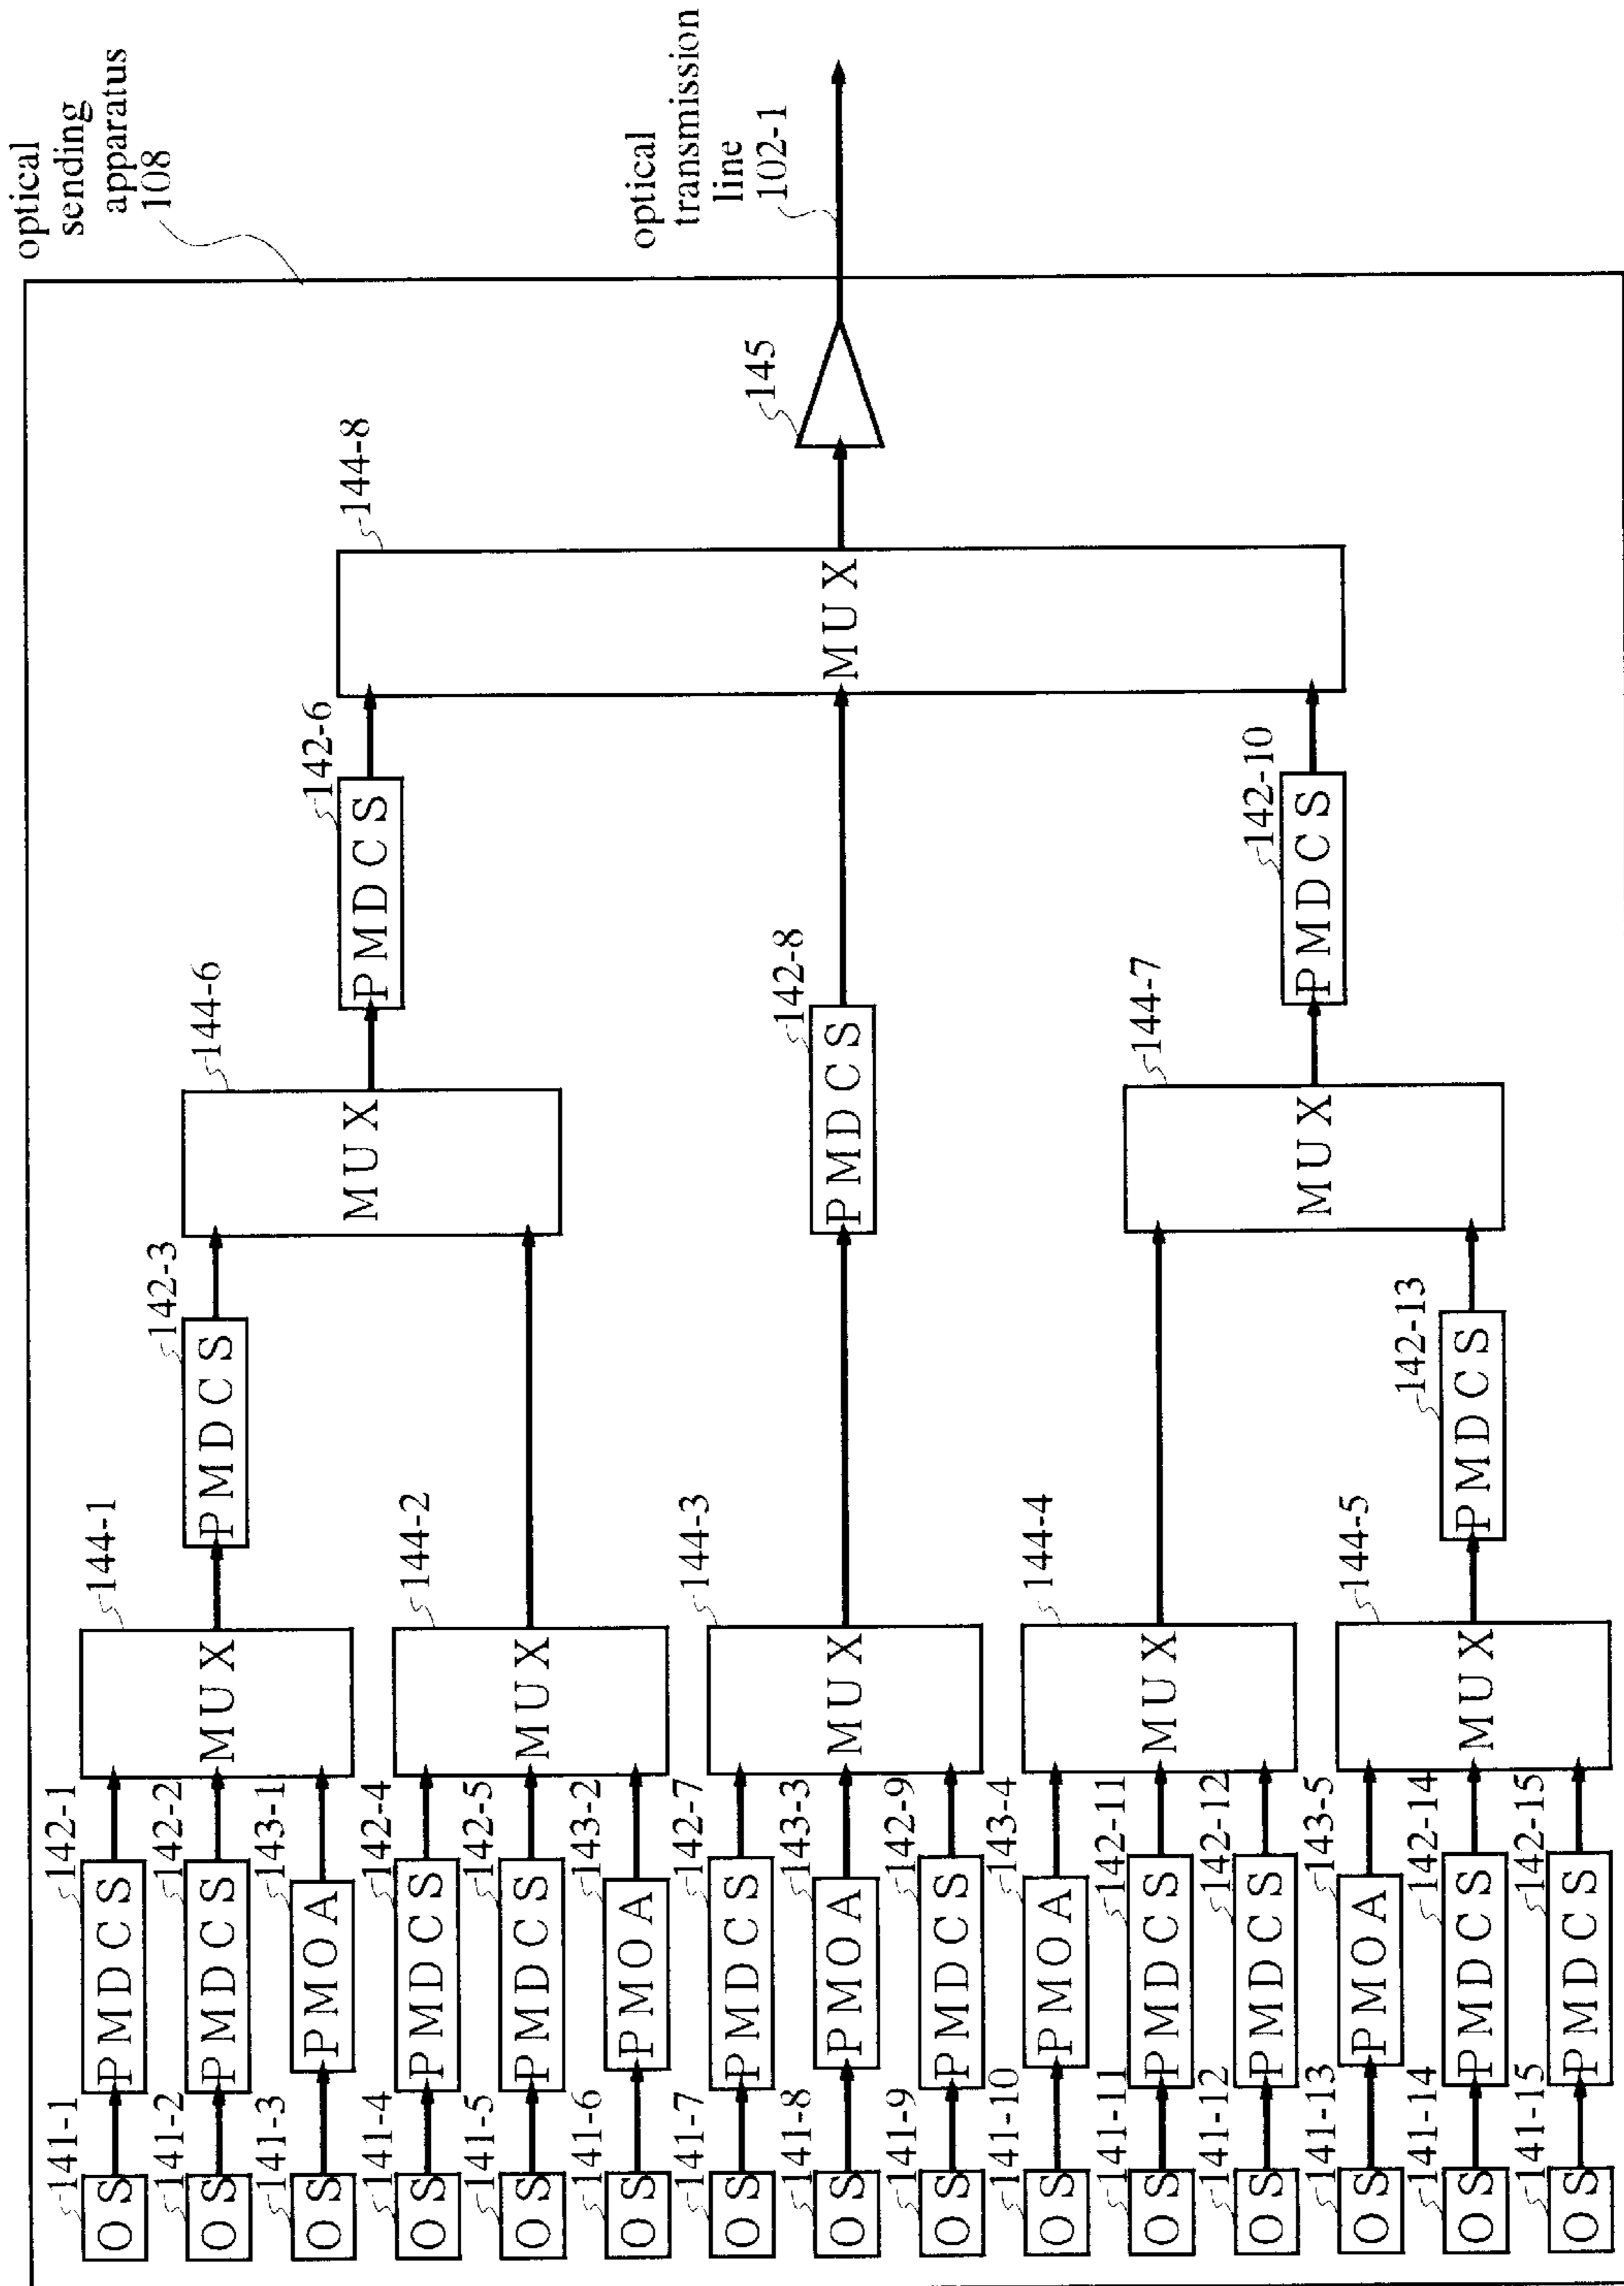 optical
sending
apparatus
108
optical
transmission
line
102-1
145
144-8
MUX
142-6
PMDCS
142-8
PMDCS
142-10
PMDCS
144-6
MUX
144-7
MUX
142-3
PMDCS
142-13
PMDCS
144-1
MUX
144-2
MUX
144-3
MUX
144-4
MUX
144-5
MUX
141-1
OS
142-1
PMDCS
141-2
OS
142-2
PMDCS
141-3
OS
143-1
PMOA
141-4
OS
142-4
PMDCS
141-5
OS
142-5
PMDCS
141-6
OS
143-2
PMOA
141-7
OS
142-7
PMDCS
141-8
OS
143-3
PMOA
141-9
OS
142-9
PMDCS
141-10
OS
143-4
PMOA
141-11
OS
142-11
PMDCS
141-12
OS
142-12
PMDCS
141-13
OS
143-5
PMOA
141-14
OS
142-14
PMDCS
141-15
OS
142-15
PMDCS